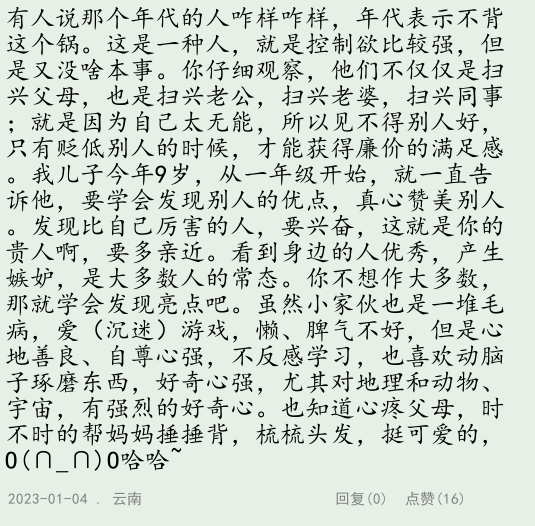 有人说那个年代的人咋样咋样，年代表示不背
这个锅。这是一种人，就是控制欲比较强，但
是又没啥本事。你仔细观察，他们不仅仅是扫
兴父母，也是扫兴老公，扫兴老婆，扫兴同事
；就是因为自己太无能，所以见不得别人好，
只有贬低别人的时候，才能获得廉价的满足感
。我儿子今年9岁，从一年级开始，就一直告
诉他，要学会发现别人的优点，真心赞美别人
。发现比自己厉害的人，要兴奋，这就是你的
贵人啊，要多亲近。看到身边的人优秀，产生
嫉妒，是大多数人的常态。你不想作大多数，
那就学会发现亮点吧。虽然小家伙也是一堆毛
病，爱（沉迷）游戏，懒、脾气不好，但是心
地善良、自尊心强，不反感学习，也喜欢动脑
子琢磨东西，好奇心强，尤其对地理和动物、
宇宙，有强烈的好奇心。也知道心疼父母，时
不时的帮妈妈捶捶背，梳梳头发，挺可爱的，
O(∩_∩)O哈哈~
2023-01-04 . 云南 回复(0) 点赞(16)